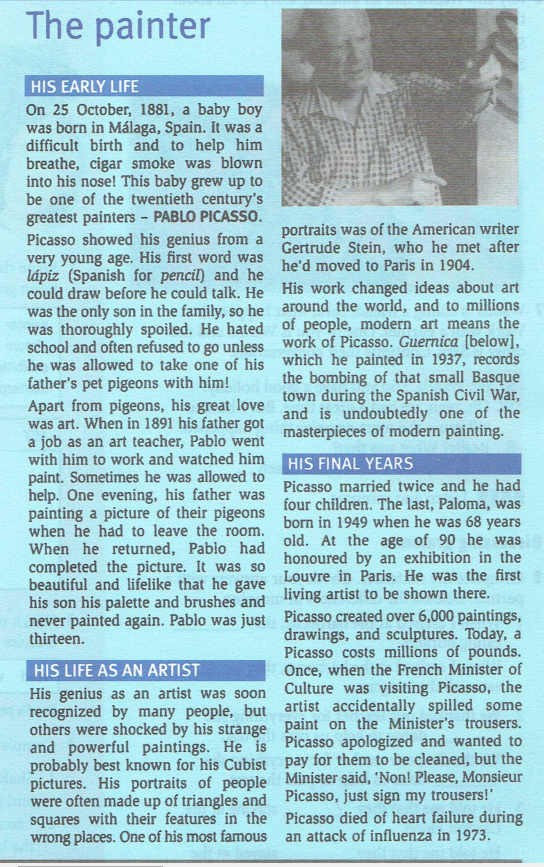 The painter
HIS EARLY LIFE
On 25 October, 1881, a baby boy
was born in Málaga, Spain. It was a
difficult birth and to help him
breathe, cigar smoke was blown
into his nose! This baby grew up to
be one of the twentieth century's
greatest painters – PABLO PICASSO.
Picasso showed his genius from a
very young age. His first word was
lápiz (Spanish for pencil) and he
could draw before he could talk. He
was the only son in the family, so he
was thoroughly spoiled. He hated
school and often refused to go unless
he was allowed to take one of his
father's pet pigeons with him!
Apart from pigeons, his great love
was art. When in 1891 his father got
a job as an art teacher, Pablo went
with him to work and watched him
paint. Sometimes he was allowed to
help. One evening, his father was
painting a picture of their pigeons
when he had to leave the room.
When he returned, Pablo had
completed the picture. It was so
beautiful and lifelike that he gave
his son his palette and brushes and
never painted again. Pablo was just
thirteen.
HIS LIFE AS AN ARTIST
His genius as an artist was soon
recognized by many people, but
others were shocked by his strange
and powerful paintings. He is
probably best known for his Cubist
pictures. His portraits of people
were often made up of triangles and
squares with their features in the
wrong places. One of his most famous
portraits was of the American writer
Gertrude Stein, who he met after
he'd moved to Paris in 1904.
His work changed ideas about art
around the world, and to millions
of people, modern art means the
work of Picasso. Guernica [below],
which he painted in 1937, records
the bombing of that small Basque
town during the Spanish Civil War,
and is undoubtedly one of the
masterpieces of modern painting.
HIS FINAL YEARS
Picasso married twice and he had
four children. The last, Paloma, was
born in 1949 when he was 68 years
old. At the age of 90 he was
honoured by an exhibition in the
Louvre in Paris. He was the first
living artist to be shown there.
Picasso created over 6,000 paintings,
drawings, and sculptures. Today, a
Picasso costs millions of pounds.
Once, when the French Minister of
Culture was visiting Picasso, the
artist accidentally spilled some
paint on the Minister's trousers.
Picasso apologized and wanted to
pay for them to be cleaned, but the
Minister said, 'Non! Please, Monsieur
Picasso, just sign my trousers!'
Picasso died of heart failure during
an attack of influenza in 1973.